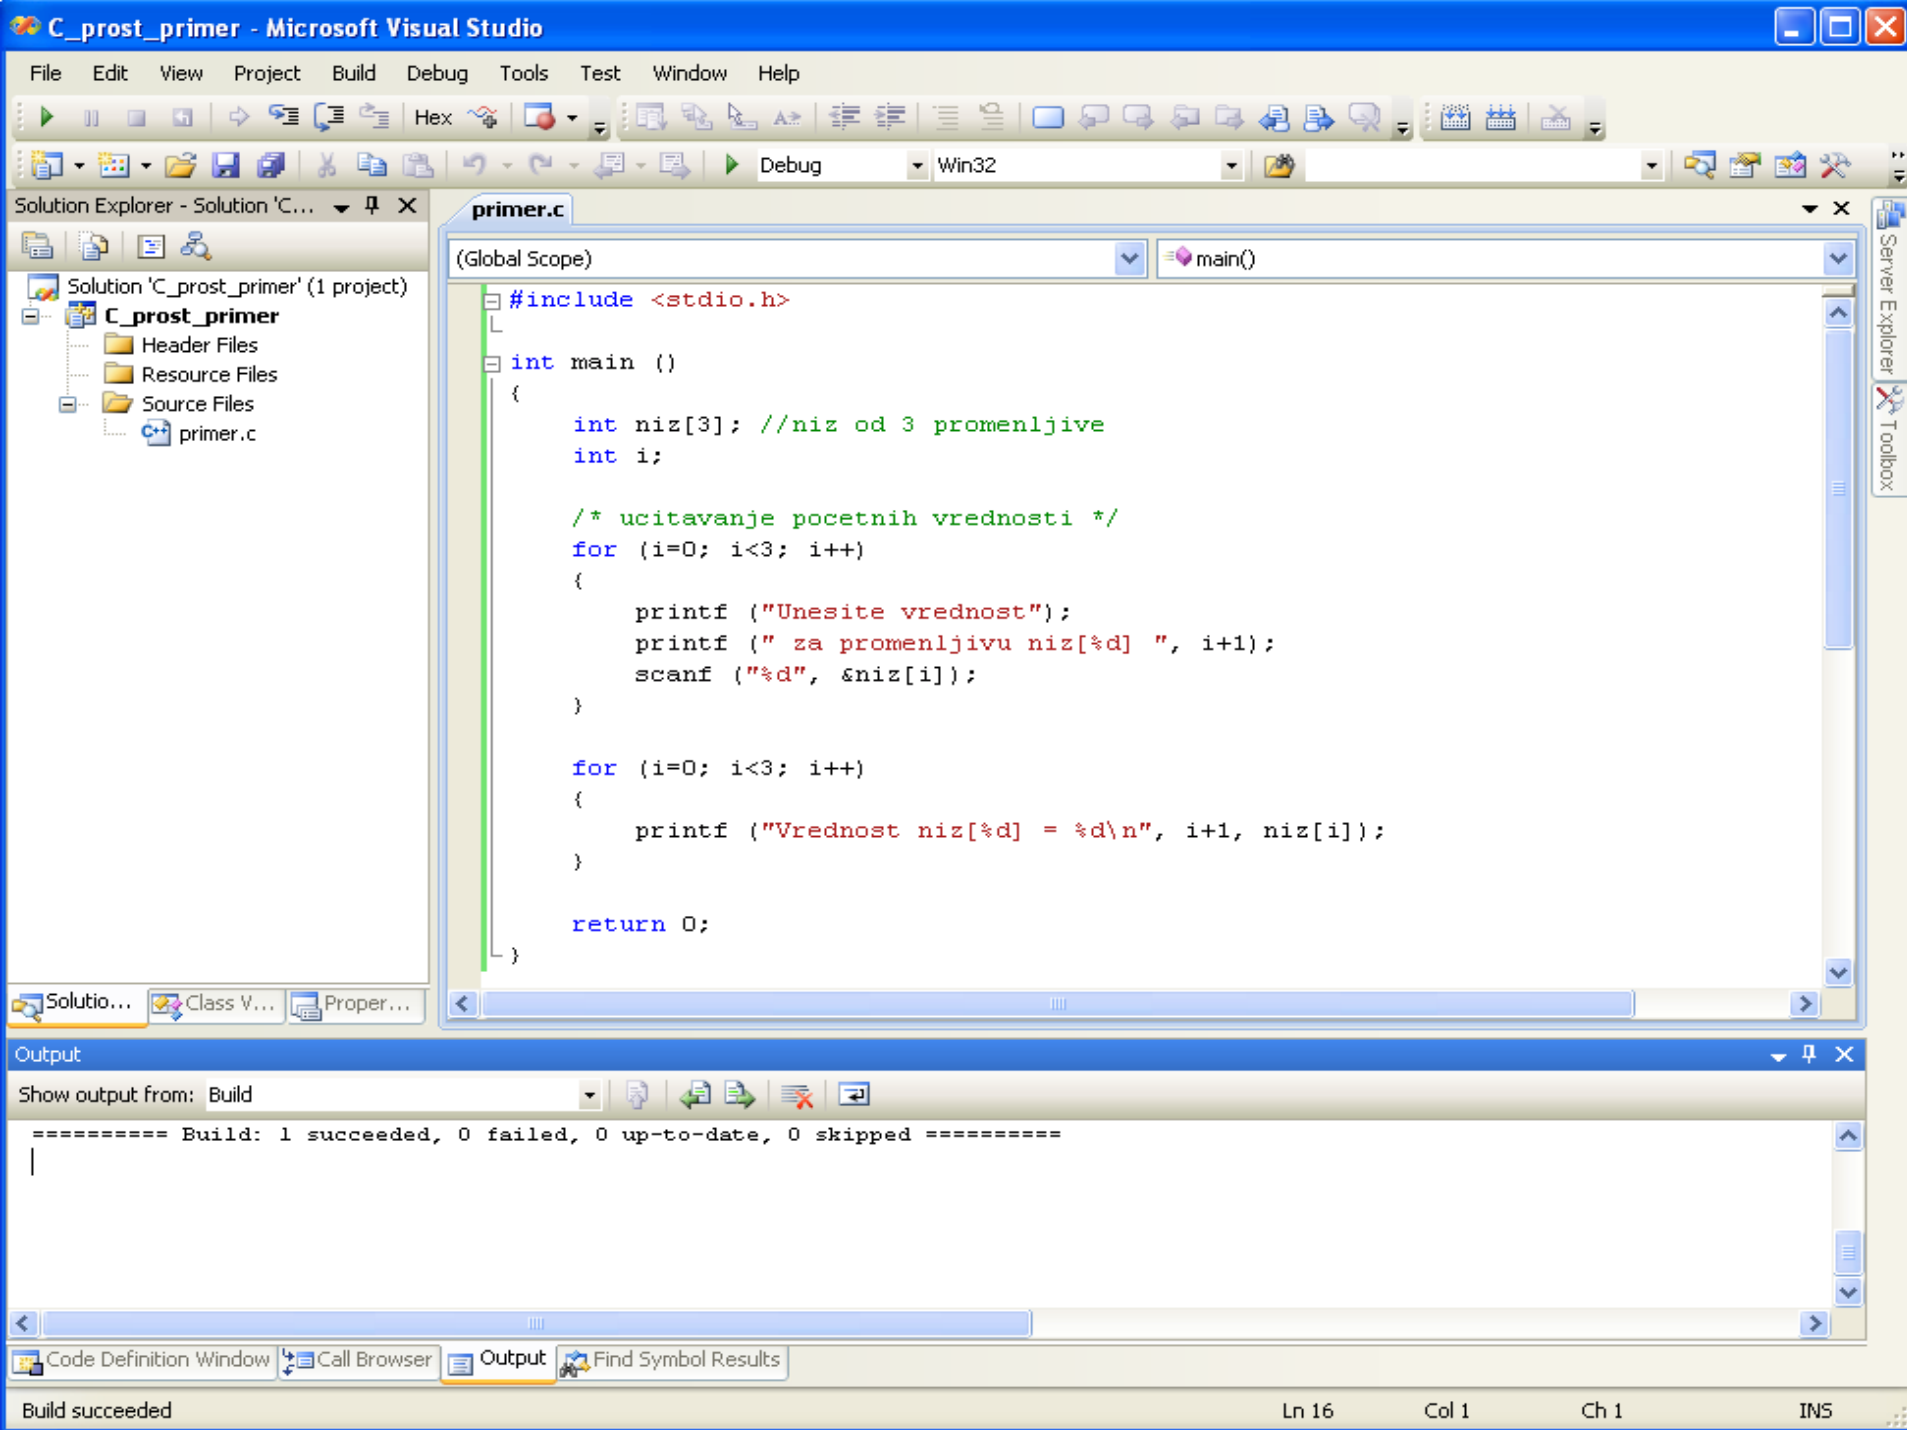 C_prost_primer - Microsoft Visual Studio
File Edit View Project Build Debug Tools Test Window Help
Hex
Debug Win32
Solution Explorer - Solution 'C...
primer.c
(Global Scope) main()
Solution 'C_prost_primer' (1 project)
C_prost_primer
Header Files
Resource Files
Source Files
primer.c
#include <stdio.h>
int main ()
{
int niz[3]; //niz od 3 promenljive
int i;
/* ucitavanje pocetnih vrednosti */
for (i=0; i<3; i++)
{
printf ("Unesite vrednost");
printf (" za promenljivu niz[%d] ", i+1);
scanf ("%d", &niz[i]);
}
for (i=0; i<3; i++)
{
printf ("Vrednost niz[%d] = %d\n", i+1, niz[i]);
}
return 0;
}
Server Explorer
Toolbox
Solutio... Class V... Proper...
Output
Show output from: Build
========== Build: 1 succeeded, 0 failed, 0 up-to-date, 0 skipped ==========
Code Definition Window Call Browser Output Find Symbol Results
Build succeeded Ln 16 Col 1 Ch 1 INS